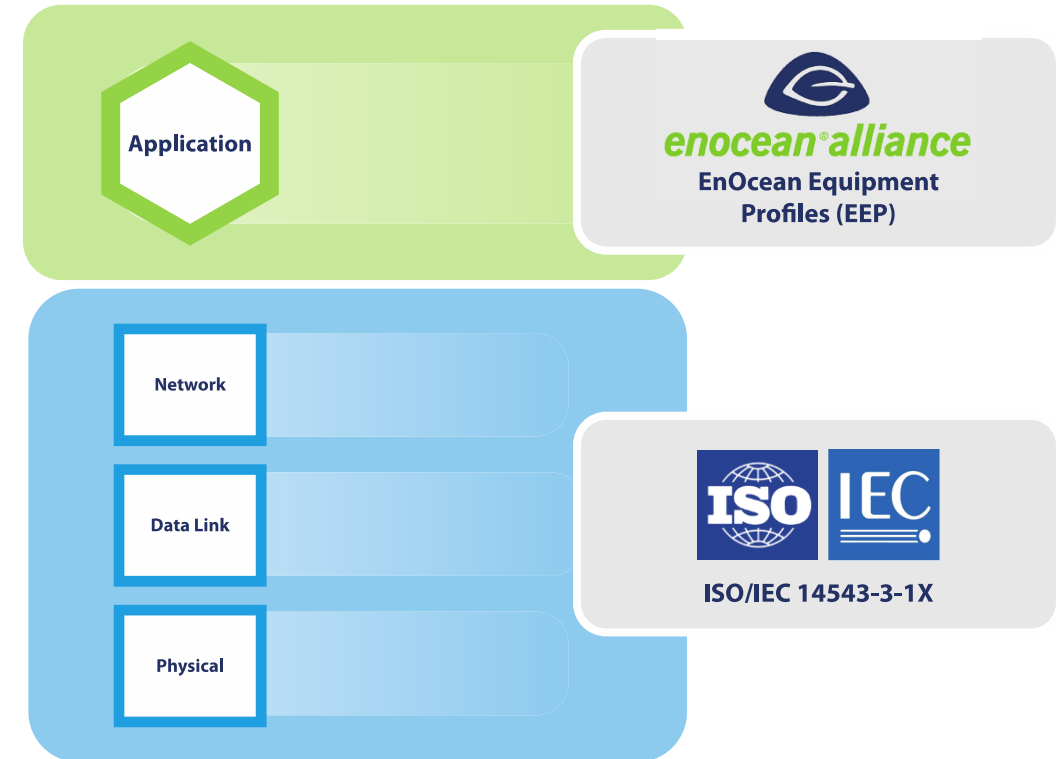 Application
enocean®alliance
EnOcean Equipment
Profiles (EEP)
Network
Data Link
Physical
ISO
IEC
ISO/IEC 14543-3-1X